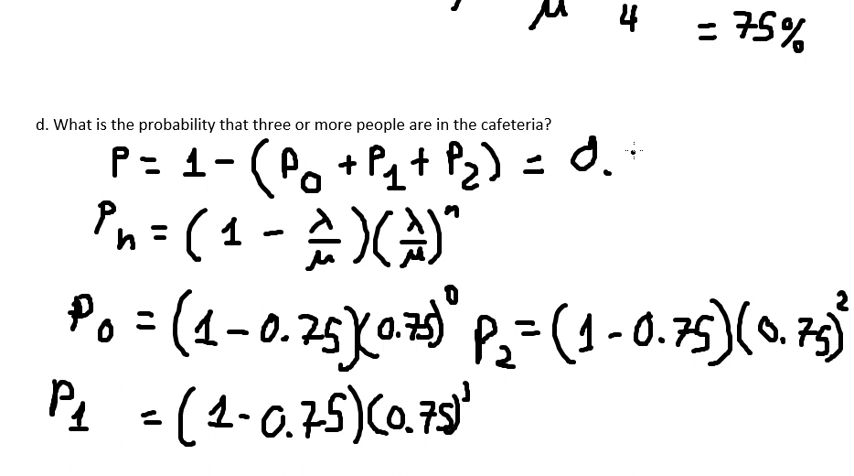 μ 4 = 75%
d. What is the probability that three or more people are in the cafeteria?
P = 1 - (P₀ + P₁ + P₂) = 0.
Pₙ = (1 - λ/μ)(λ/μ)ⁿ
P₀ = (1 - 0.75)(0.75)⁰ P₂ = (1 - 0.75)(0.75)²
P₁ = (1 - 0.75)(0.75)¹